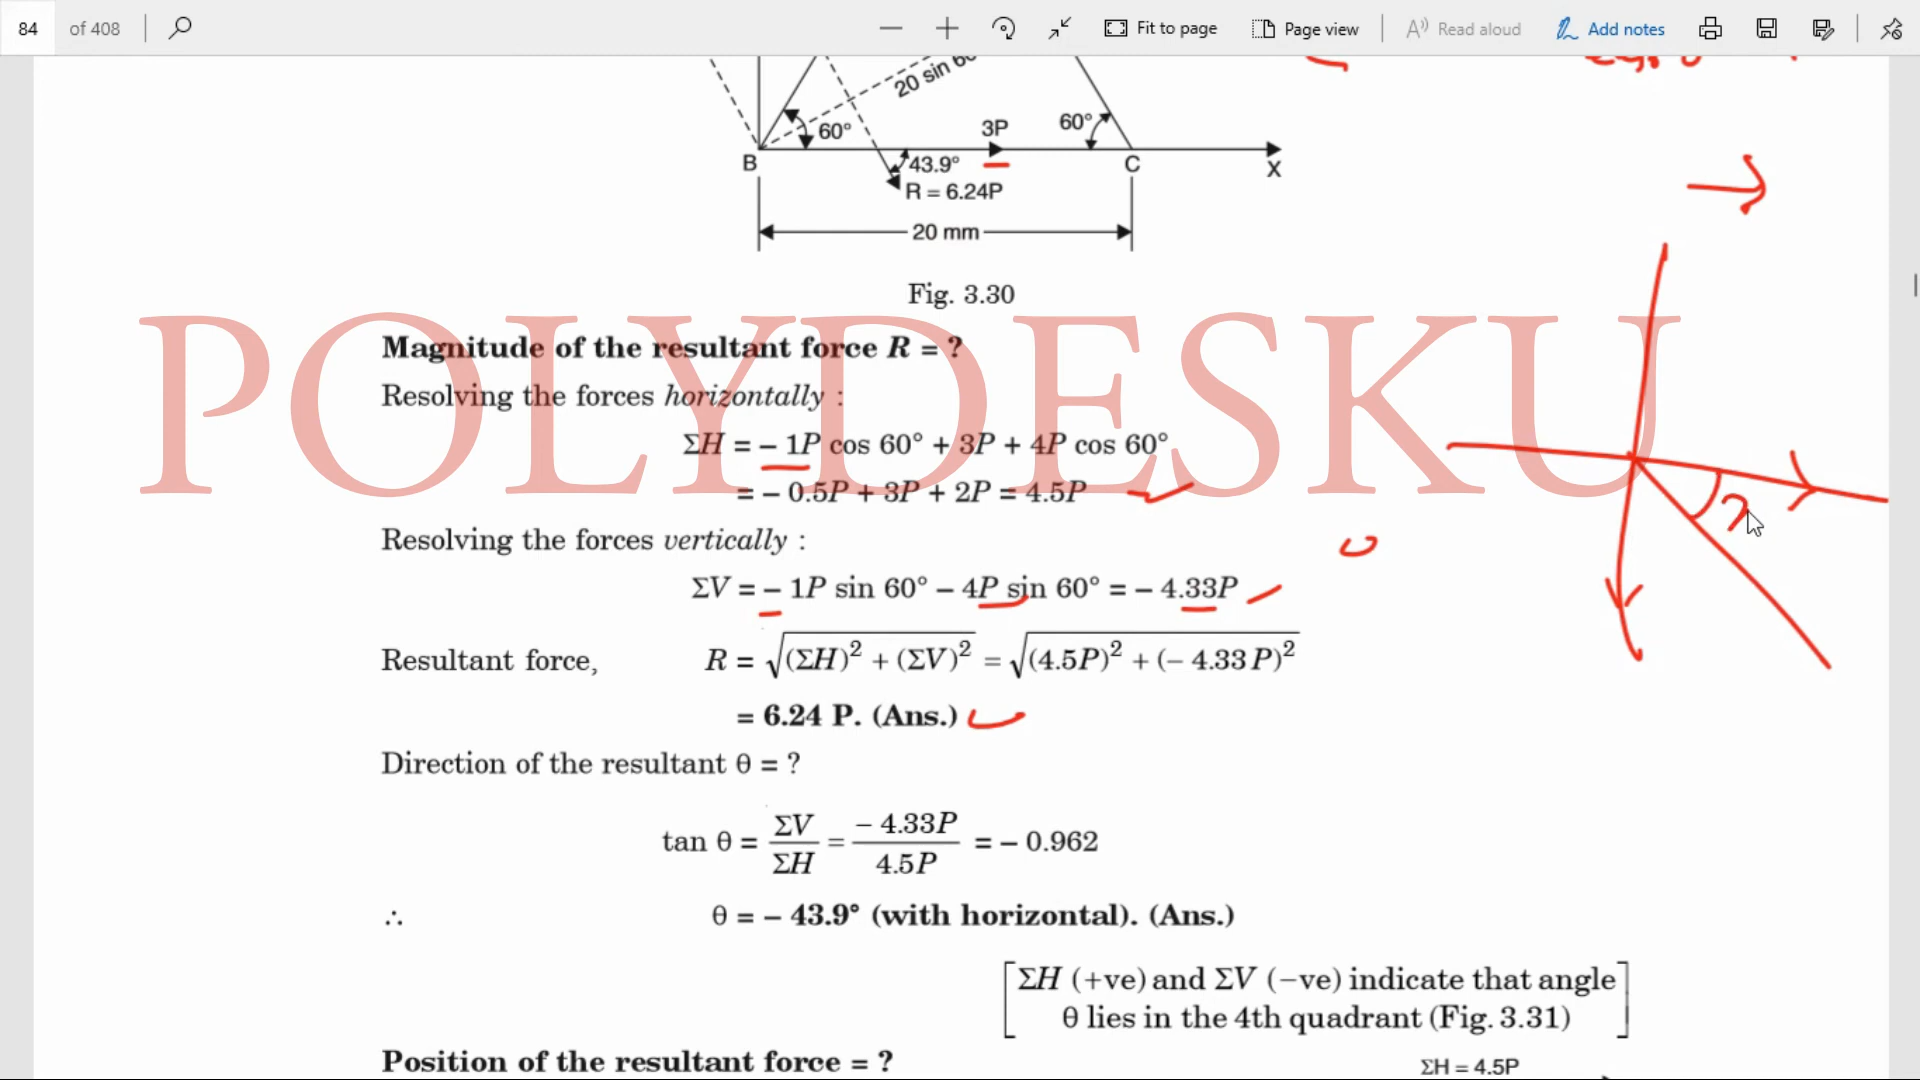 84 of 408 Fit to page Page view Read aloud Add notes
20 sin 60
60° 3P 60°
B 43.9° C X
R = 6.24P
20 mm
Fig. 3.30
POLYDESKU
Magnitude of the resultant force R = ?
Resolving the forces horizontally :
ΣH = – 1P cos 60° + 3P + 4P cos 60°
= – 0.5P + 3P + 2P = 4.5P
Resolving the forces vertically :
ΣV = – 1P sin 60° – 4P sin 60° = – 4.33P
Resultant force, R = √(ΣH)² + (ΣV)² = √(4.5P)² + (– 4.33 P)²
= 6.24 P. (Ans.)
Direction of the resultant θ = ?
tan θ = ΣV/ΣH = – 4.33P/4.5P = – 0.962
∴ θ = – 43.9° (with horizontal). (Ans.)
[ΣH (+ve) and ΣV (–ve) indicate that angle
θ lies in the 4th quadrant (Fig. 3.31)]
Position of the resultant force = ?
ΣH = 4.5P